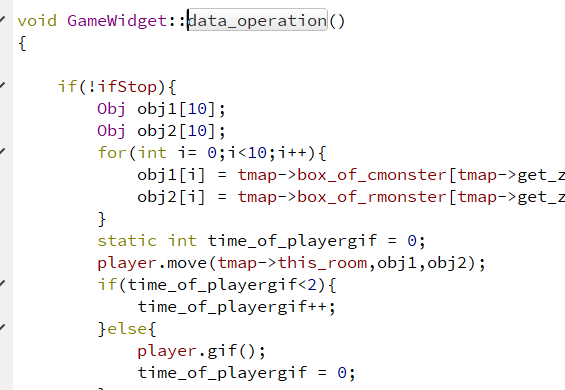 void GameWidget::data_operation()
{
if(!ifStop){
Obj obj1[10];
Obj obj2[10];
for(int i= 0;i<10;i++){
obj1[i] = tmap->box_of_cmonster[tmap->get_z
obj2[i] = tmap->box_of_rmonster[tmap->get_z
}
static int time_of_playergif = 0;
player.move(tmap->this_room,obj1,obj2);
if(time_of_playergif<2){
time_of_playergif++;
}else{
player.gif();
time_of_playergif = 0;